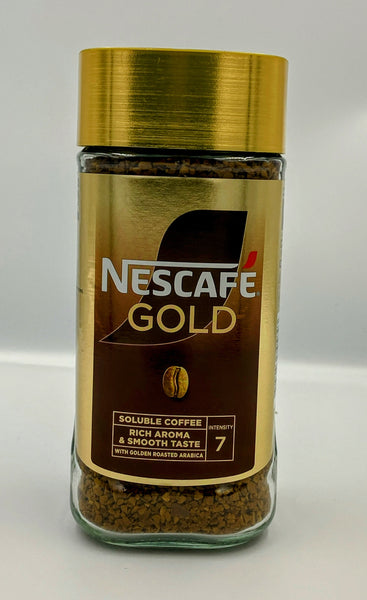 NESCAFÉ
GOLD
SOLUBLE COFFEE
RICH AROMA
& SMOOTH TASTE
WITH GOLDEN ROASTED ARABICA
INTENSITY
7